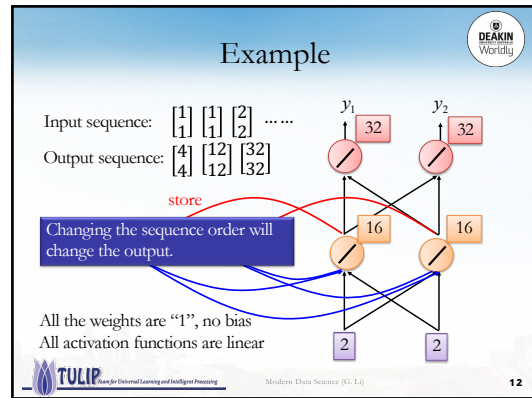 DEAKIN
Worldly
Example
Input sequence: [1 1] [1 1] [2 2] ……
Output sequence: [4 4] [12 12] [32 32]
y₁ y₂
32 32
store
Changing the sequence order will
change the output.
16 16
All the weights are “1”, no bias
All activation functions are linear
2 2
TULIP Team for Universal Learning and Intelligent Processing
Modern Data Science (G. Li)
12